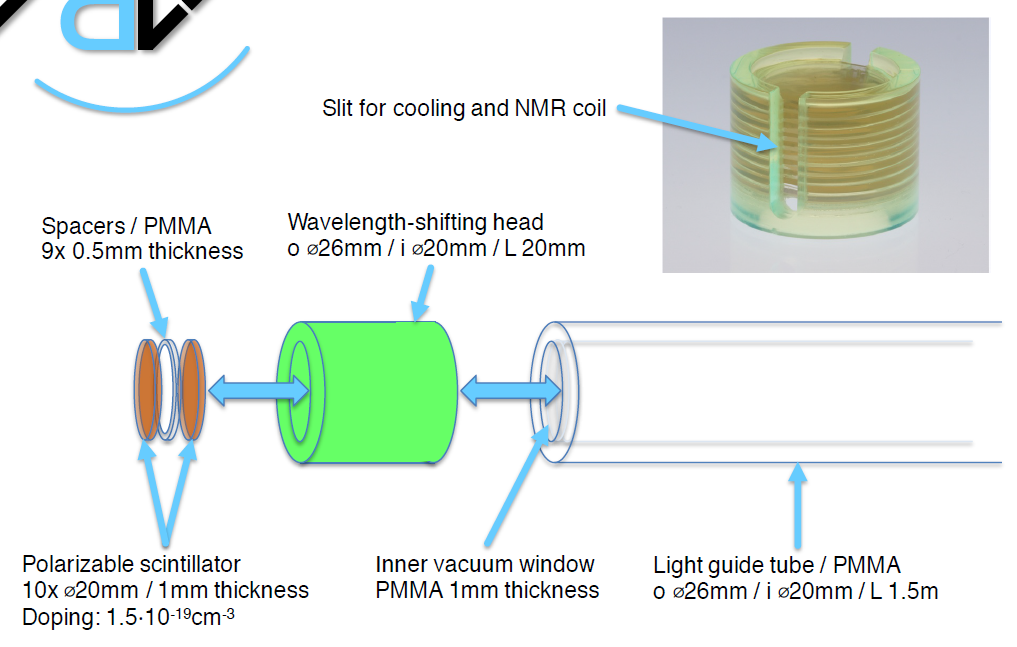 Slit for cooling and NMR coil
Spacers / PMMA
9x 0.5mm thickness
Wavelength-shifting head
o ⌀26mm / i ⌀20mm / L 20mm
Polarizable scintillator
10x ⌀20mm / 1mm thickness
Doping: 1.5·10⁻¹⁹cm⁻³
Inner vacuum window
PMMA 1mm thickness
Light guide tube / PMMA
o ⌀26mm / i ⌀20mm / L 1.5m